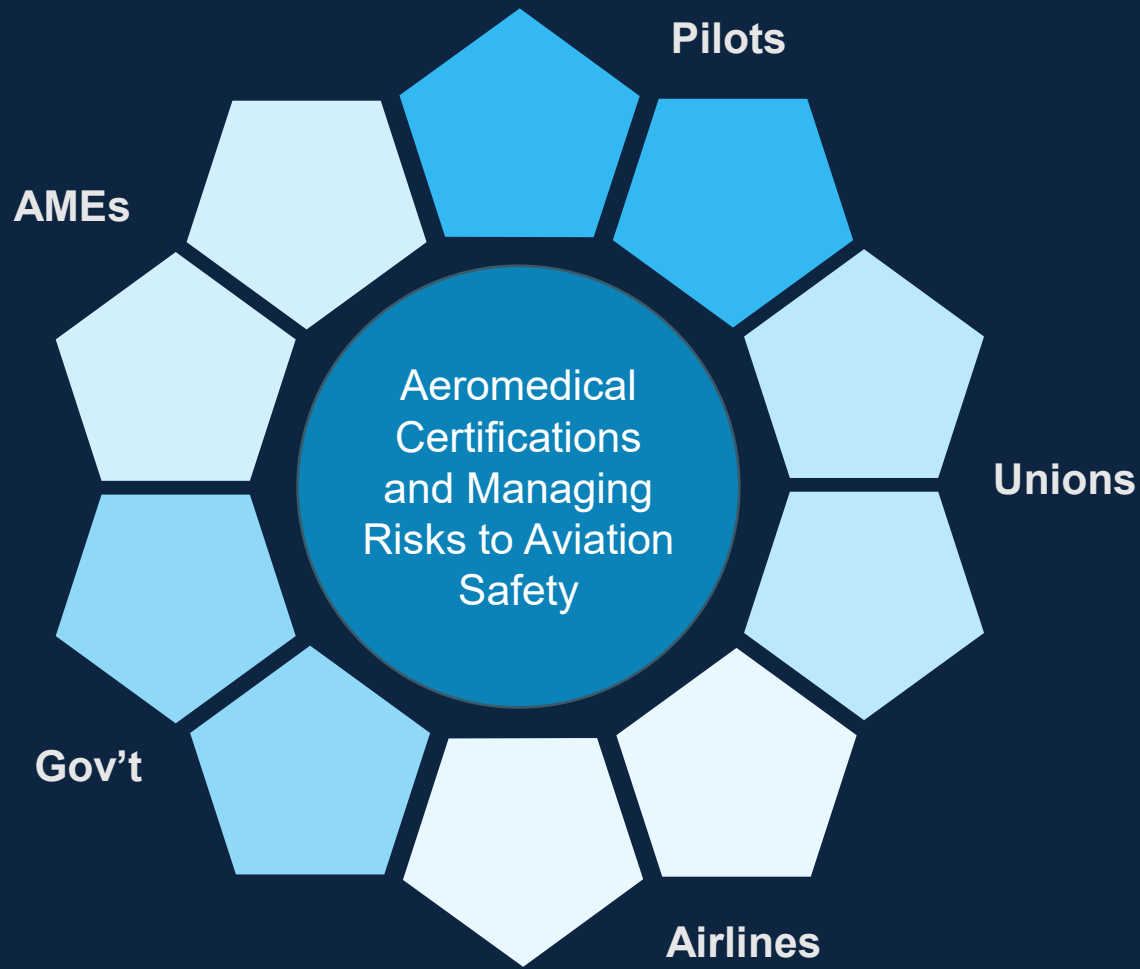 Pilots
AMEs
Aeromedical
Certifications
and Managing
Risks to Aviation
Safety
Unions
Gov’t
Airlines